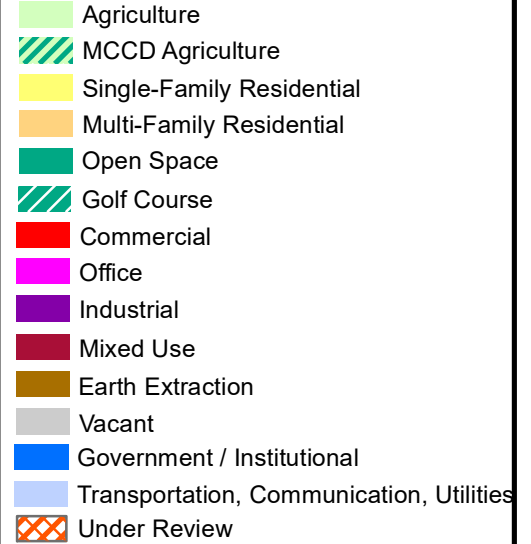 Agriculture
MCCD Agriculture
Single-Family Residential
Multi-Family Residential
Open Space
Golf Course
Commercial
Office
Industrial
Mixed Use
Earth Extraction
Vacant
Government / Institutional
Transportation, Communication, Utilities
Under Review